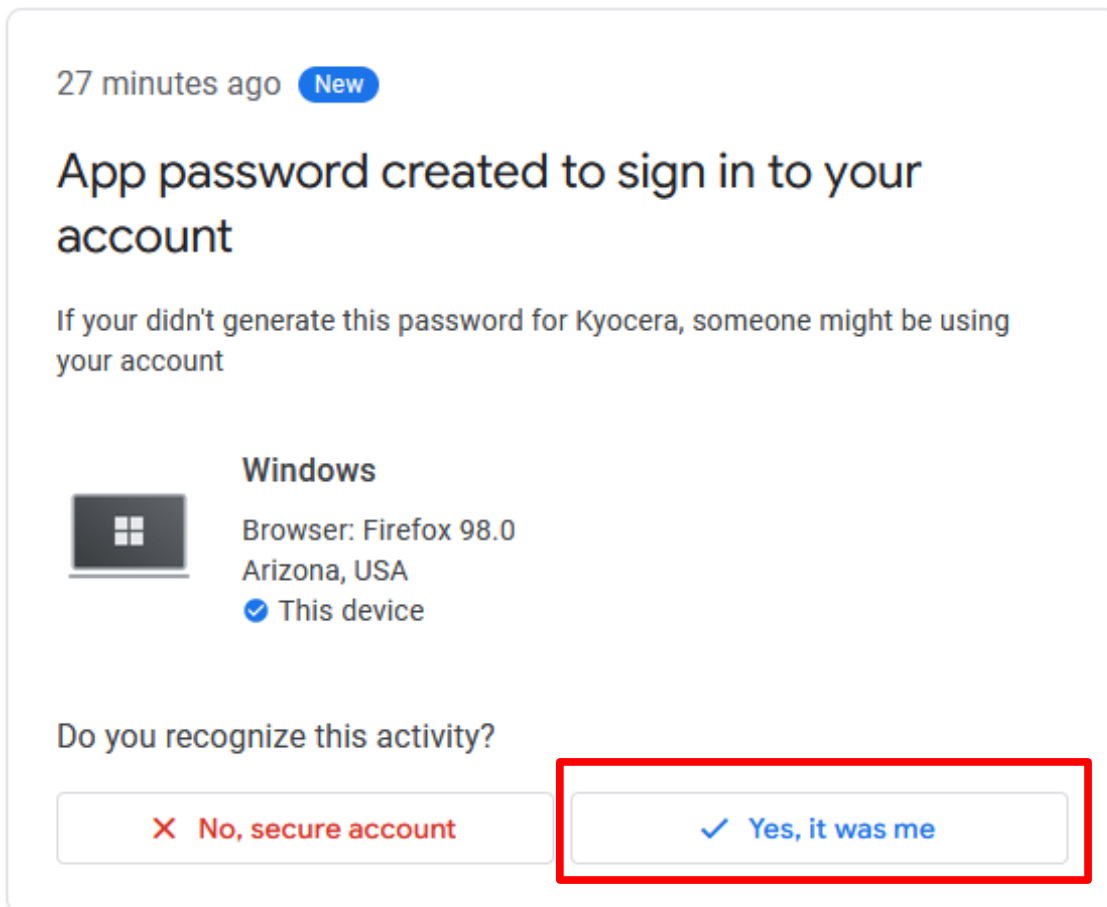 27 minutes ago New
App password created to sign in to your
account
If your didn't generate this password for Kyocera, someone might be using
your account
Windows
Browser: Firefox 98.0
Arizona, USA
This device
Do you recognize this activity?
No, secure account
Yes, it was me